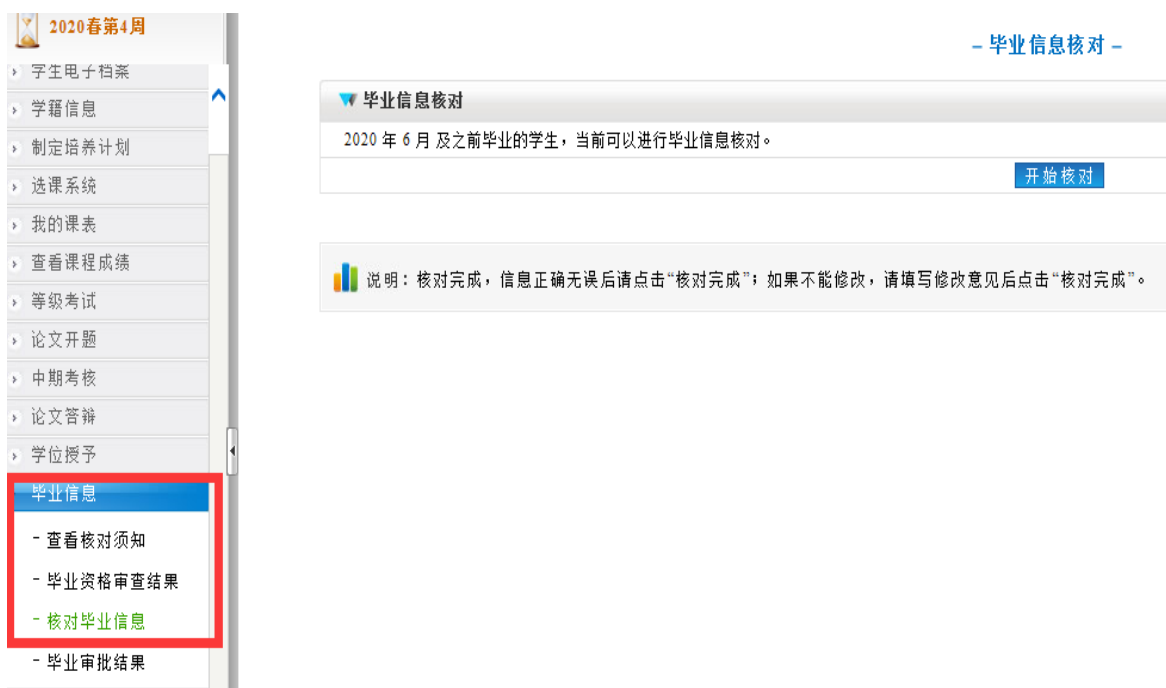 2020春第4周
学生电子档案
学籍信息
制定培养计划
选课系统
我的课表
查看课程成绩
等级考试
论文开题
中期考核
论文答辩
学位授予
毕业信息
- 查看核对须知
- 毕业资格审查结果
- 核对毕业信息
- 毕业审批结果
- 毕业信息核对 -
毕业信息核对
2020 年 6 月 及之前毕业的学生，当前可以进行毕业信息核对。
开始核对
说明：核对完成，信息正确无误后请点击“核对完成”；如果不能修改，请填写修改意见后点击“核对完成”。